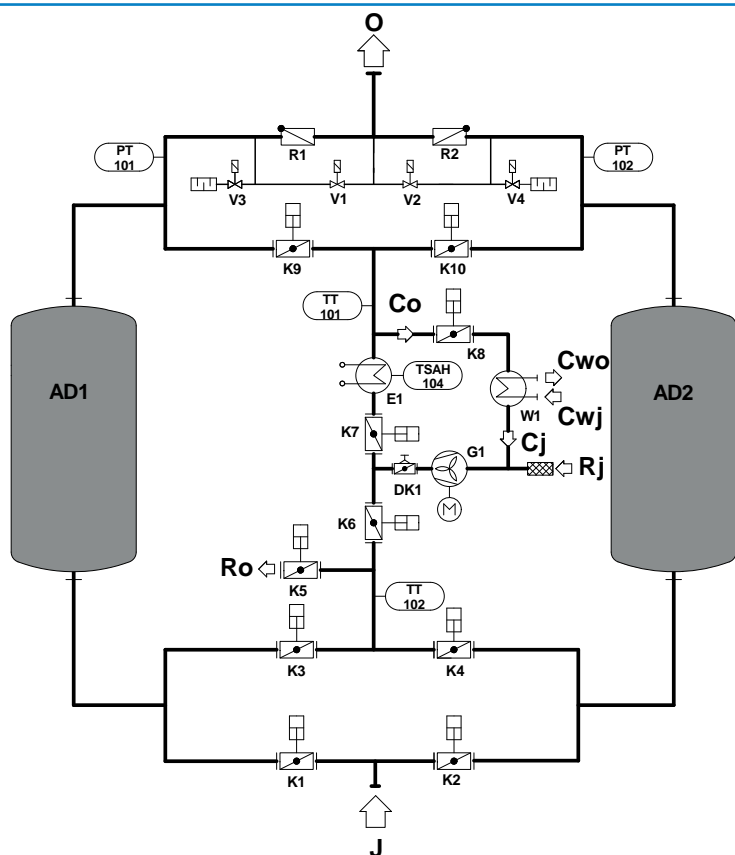 O
PT
101
R1
R2
PT
102
V3
V1
V2
V4
K9
K10
TT
101
Co
K8
AD1
TSAH
104
E1
Cwo
Cwj
W1
AD2
K7
G1
Cj
Rj
DK1
M
K6
Ro
K5
TT
102
K3
K4
K1
K2
J